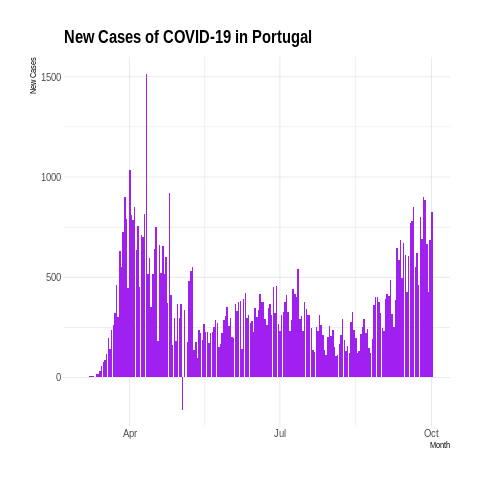 New Cases of COVID-19 in Portugal
New Cases
1500
1000
500
0
Apr
Jul
Oct
Month